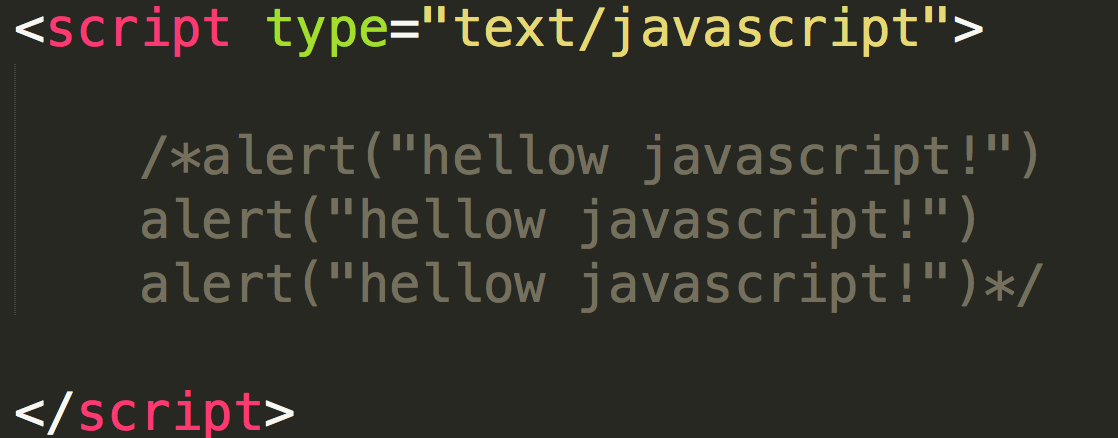 <script type="text/javascript">
/*alert("hellow javascript!")
alert("hellow javascript!")
alert("hellow javascript!")*/
</script>